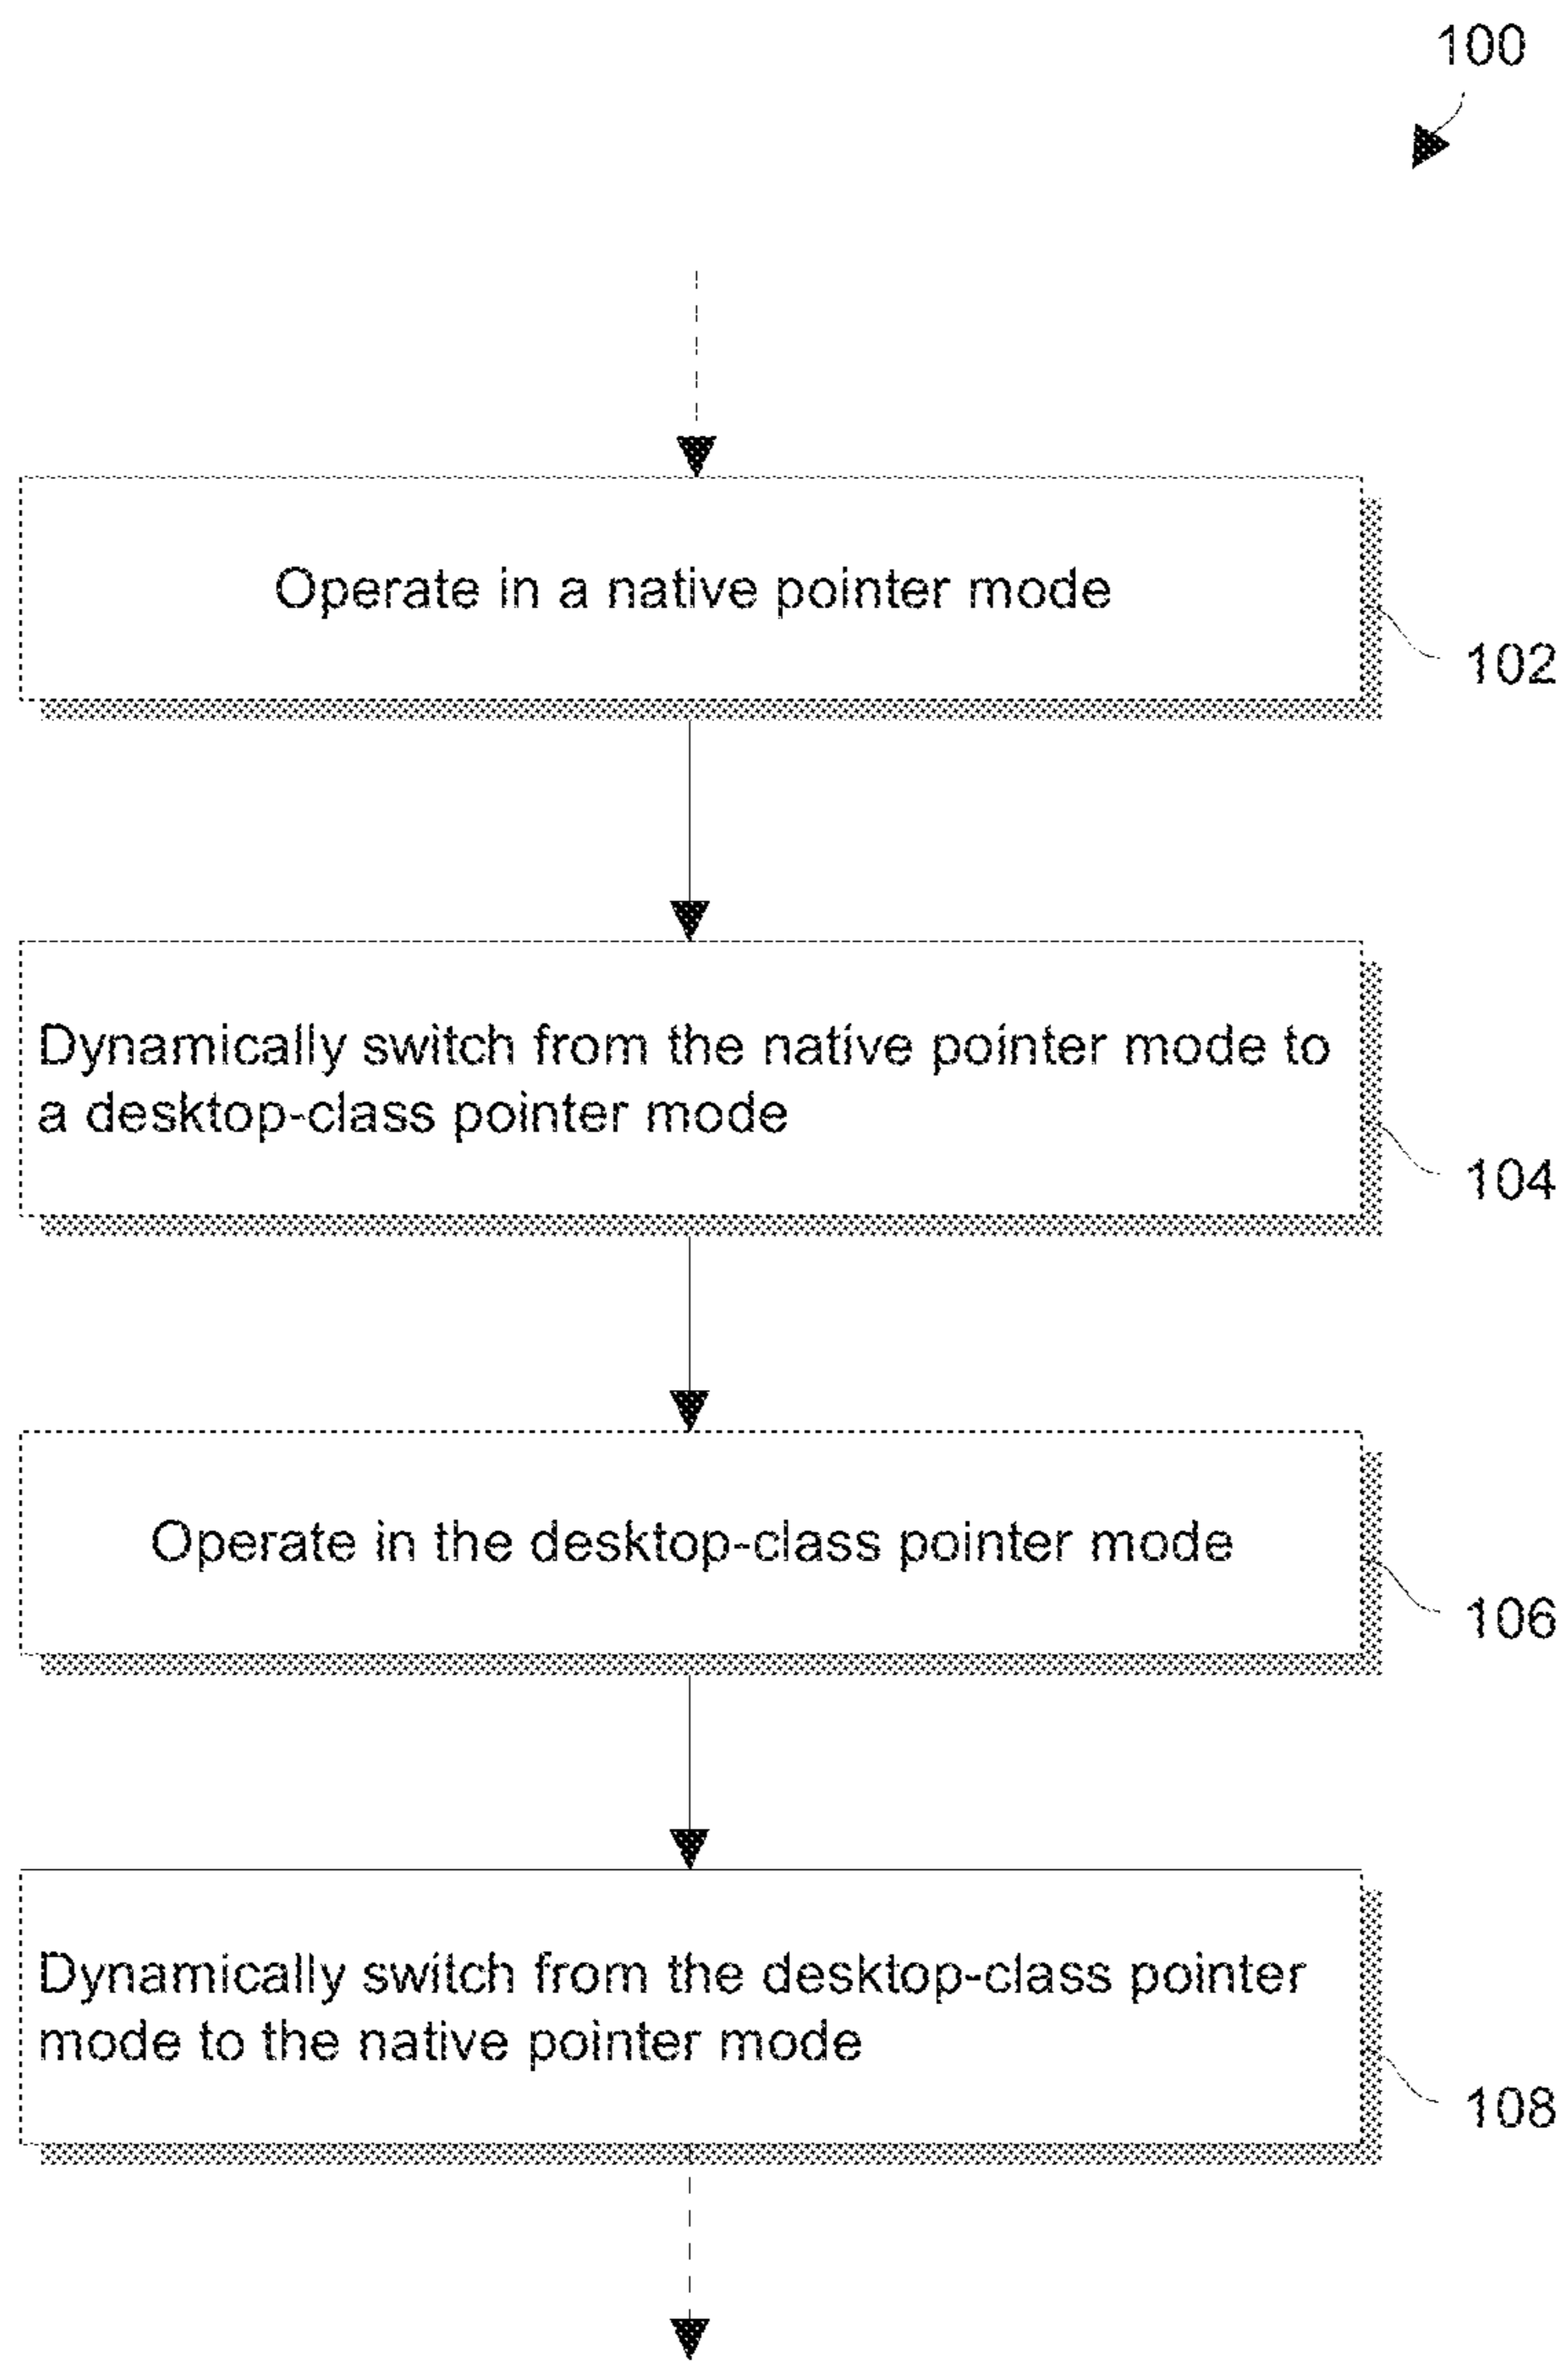 100
Operate in a native pointer mode
102
Dynamically switch from the native pointer mode to
a desktop-class pointer mode
104
Operate in the desktop-class pointer mode
106
Dynamically switch from the desktop-class pointer
mode to the native pointer mode
108